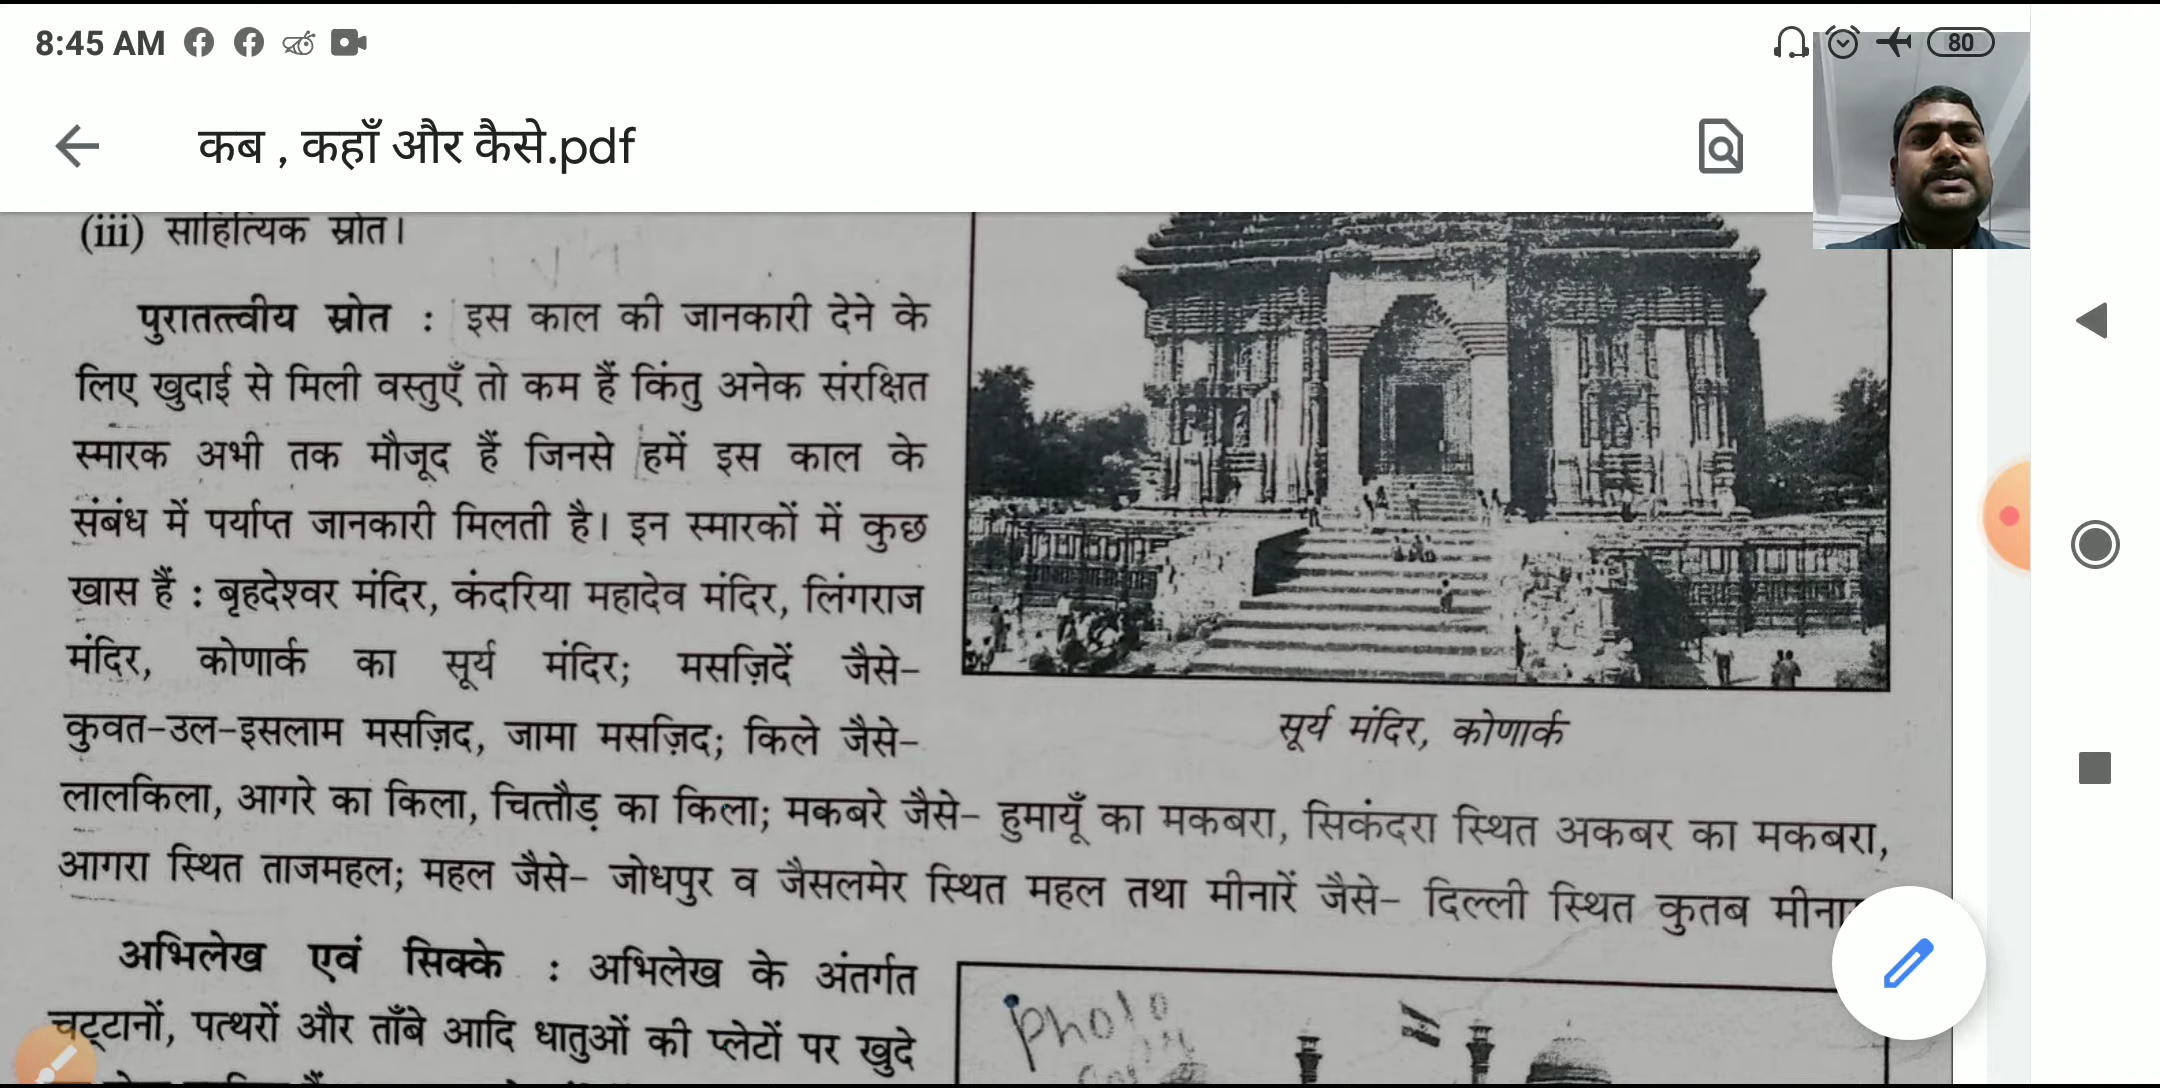 8:45 AM
80
कब , कहाँ और कैसे.pdf
(iii) साहित्यिक स्रोत।
पुरातत्त्वीय स्रोत : इस काल की जानकारी देने के
लिए खुदाई से मिली वस्तुएँ तो कम हैं किंतु अनेक संरक्षित
स्मारक अभी तक मौजूद हैं जिनसे हमें इस काल के
संबंध में पर्याप्त जानकारी मिलती है। इन स्मारकों में कुछ
खास हैं : बृहदेश्वर मंदिर, कंदरिया महादेव मंदिर, लिंगराज
मंदिर, कोणार्क का सूर्य मंदिर; मसज़िदें जैसे-
कुवत-उल-इसलाम मसज़िद, जामा मसज़िद; किले जैसे-
लालकिला, आगरे का किला, चित्तौड़ का किला; मकबरे जैसे- हुमायूँ का मकबरा, सिकंदरा स्थित अकबर का मकबरा,
आगरा स्थित ताजमहल; महल जैसे- जोधपुर व जैसलमेर स्थित महल तथा मीनारें जैसे- दिल्ली स्थित कुतब
सूर्य मंदिर, कोणार्क
अभिलेख एवं सिक्के : अभिलेख के अंतर्गत
चट्टानों, पत्थरों और ताँबे आदि धातुओं की प्लेटों पर खुदे
photo